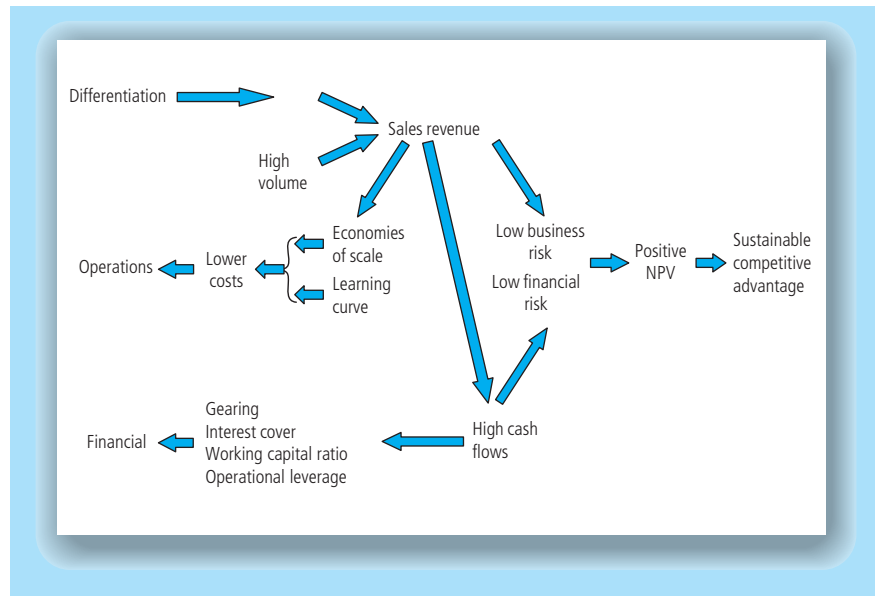 Differentiation
Sales revenue
High
volume
Economies
of scale
Learning
curve
Lower
costs
Operations
Low business
risk
Low financial
risk
Positive
NPV
Sustainable
competitive
advantage
High cash
flows
Gearing
Interest cover
Working capital ratio
Operational leverage
Financial